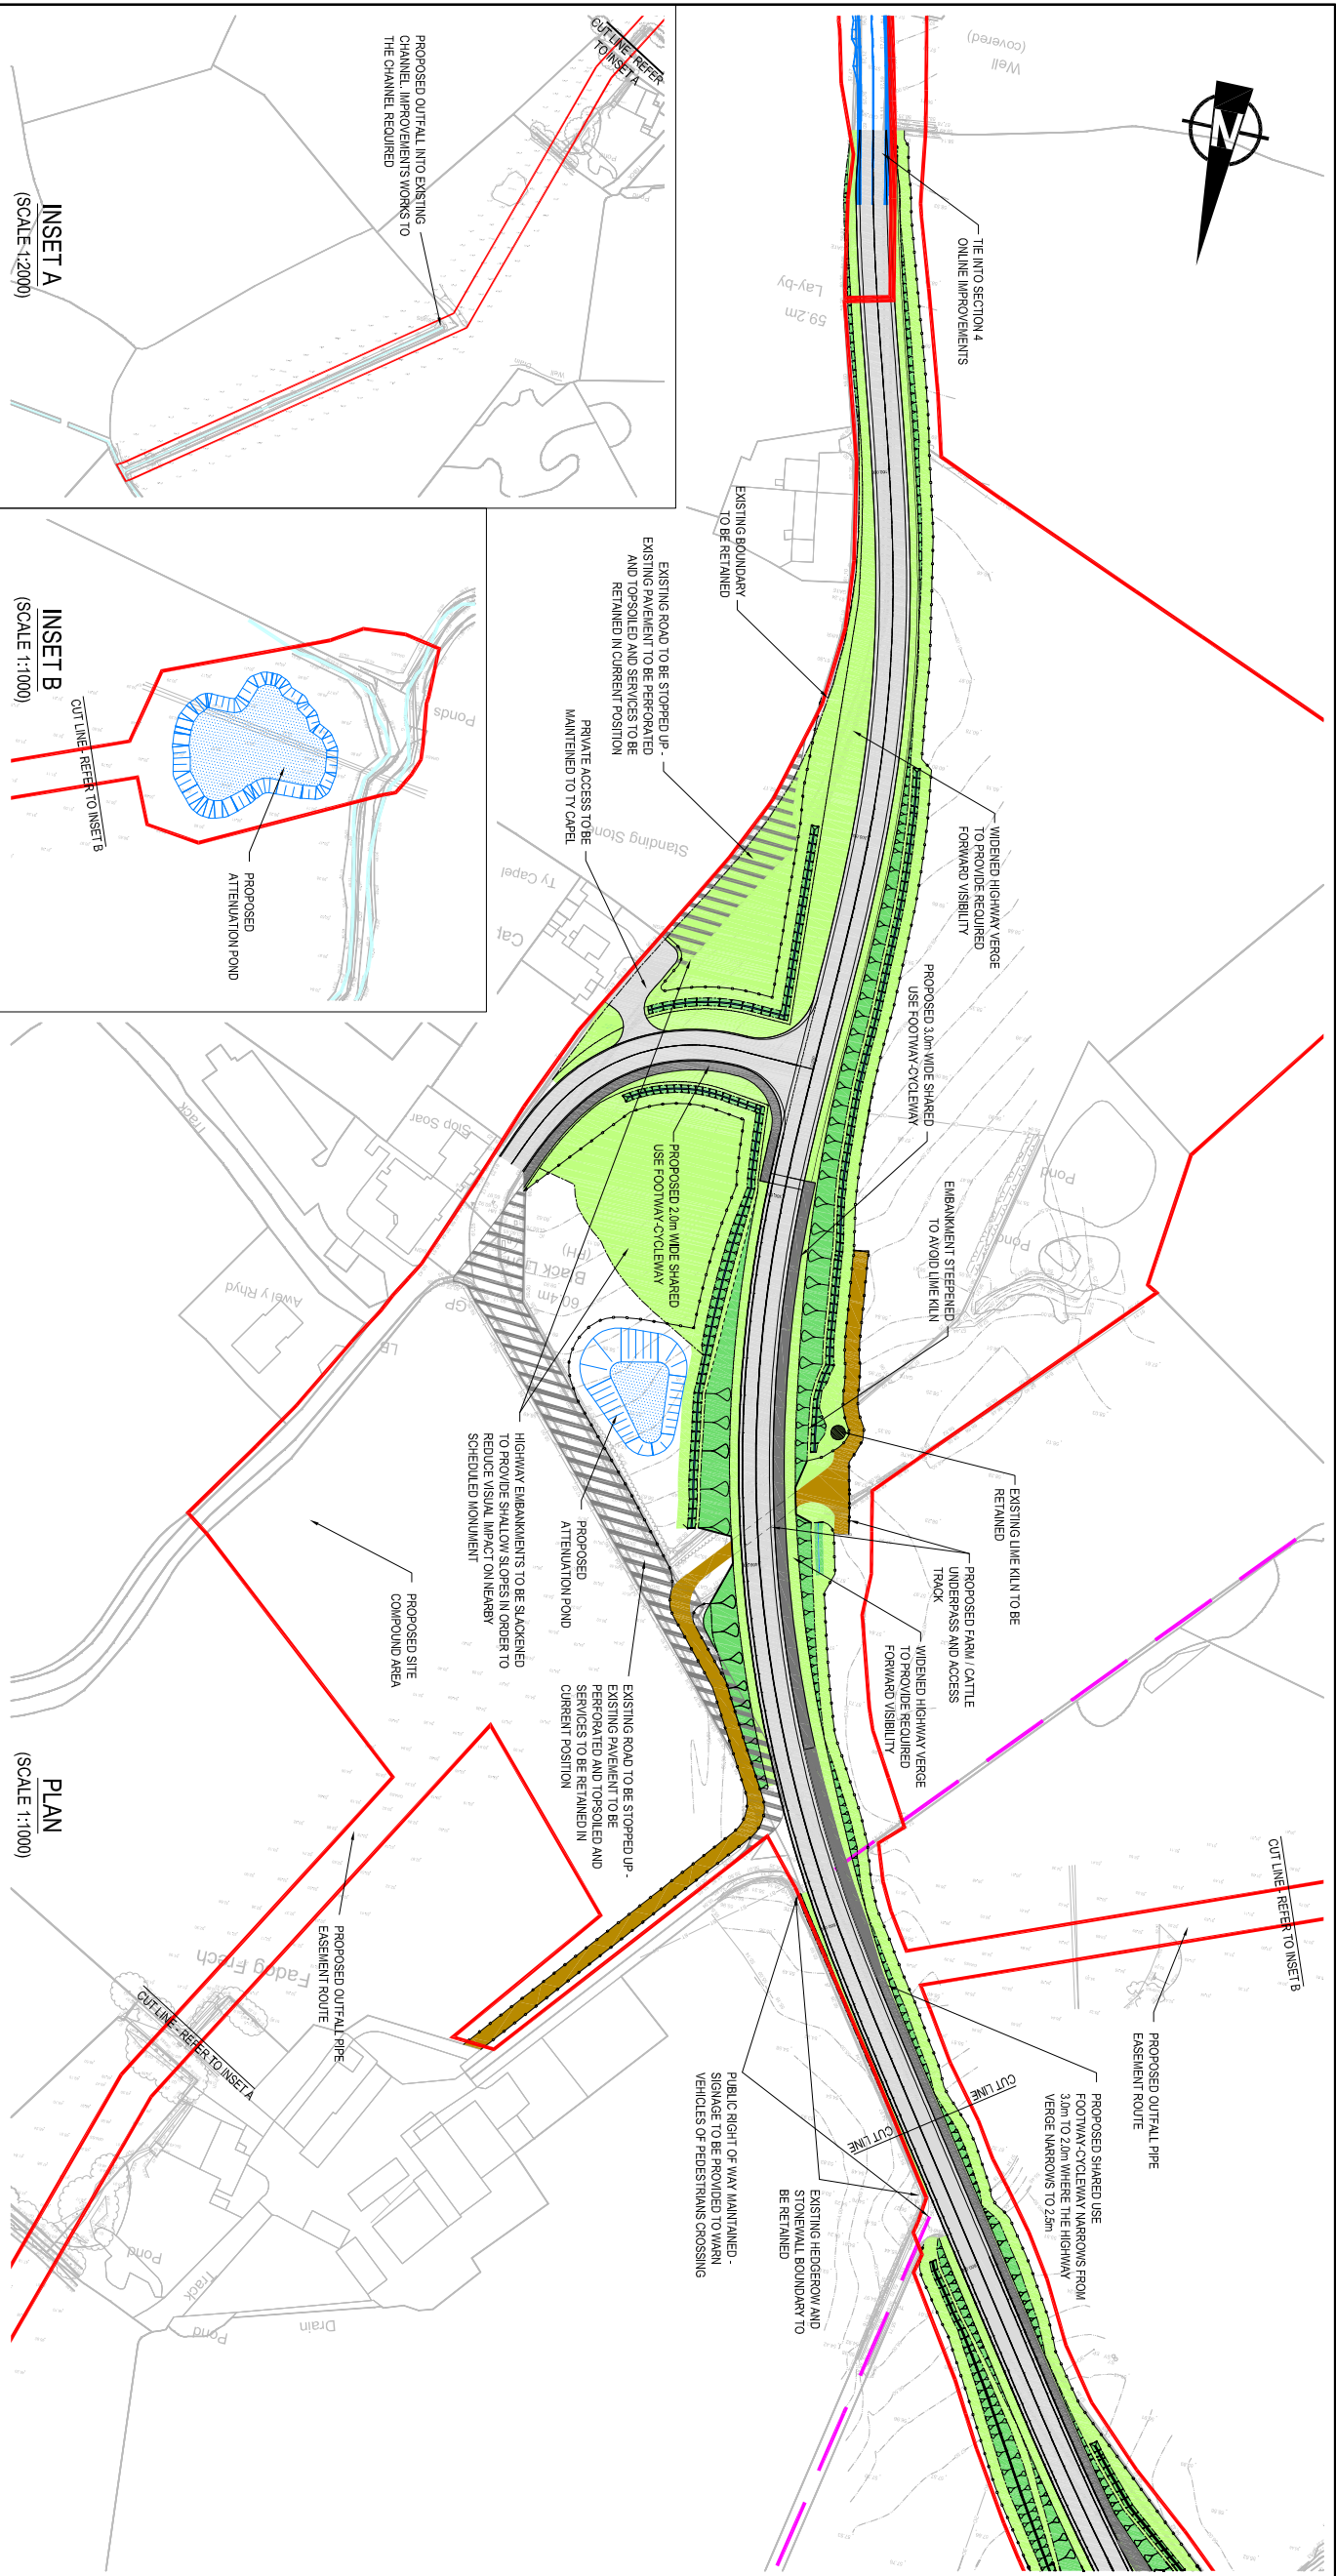 N
Well
(covered)
TIE INTO SECTION 4
ONLINE IMPROVEMENTS
Lay-by
59.2m
EXISTING BOUNDARY
TO BE RETAINED
EXISTING ROAD TO BE STOPPED UP -
EXISTING PAVEMENT TO BE PERFORATED
AND TOPSOILED AND SERVICES TO BE
RETAINED IN CURRENT POSITION
PRIVATE ACCESS TO BE
MAINTEINED TO TY CAPEL
WIDENED HIGHWAY VERGE
TO PROVIDE REQUIRED
FORWARD VISIBILITY
PROPOSED 3.0m WIDE SHARED
USE FOOTWAY-CYCLEWAY
EMBANKMENT STEEPENED
TO AVOID LIME KILN
Standing Stone
Ty Capel
Pond
Pond
PROPOSED 2.0m WIDE SHARED
USE FOOTWAY-CYCLEWAY
Stop Soar
Track
Awel y Rhyd
LB
GP
(PH)
60.4m
EXISTING LIME KILN TO BE
RETAINED
PROPOSED FARM / CATTLE
UNDERPASS AND ACCESS
TRACK
WIDENED HIGHWAY VERGE
TO PROVIDE REQUIRED
FORWARD VISIBILITY
HIGHWAY EMBANKMENTS TO BE SLACKENED
TO PROVIDE SHALLOW SLOPES IN ORDER TO
REDUCE VISUAL IMPACT ON NEARBY
SCHEDULED MONUMENT
PROPOSED
ATTENUATION POND
PROPOSED SITE
COMPOUND AREA
EXISTING ROAD TO BE STOPPED UP -
EXISTING PAVEMENT TO BE
PERFORATED AND TOPSOILED AND
SERVICES TO BE RETAINED IN
CURRENT POSITION
CUT LINE - REFER TO INSET B
PROPOSED OUTFALL PIPE
EASEMENT ROUTE
PROPOSED SHARED USE
FOOTWAY-CYCLEWAY NARROWS FROM
3.0m TO 2.0m WHERE THE HIGHWAY
VERGE NARROWS TO 2.5m
CUT LINE
CUT LINE
EXISTING HEDGEROW AND
STONEWALL BOUNDARY TO
BE RETAINED
PUBLIC RIGHT OF WAY MAINTAINED -
SIGNAGE TO BE PROVIDED TO WARN
VEHICLES OF PEDESTRIANS CROSSING
PROPOSED OUTFALL PIPE
EASEMENT ROUTE
Fadog Frech
CUT LINE - REFER TO INSET A
Pond
Track
Pond
Drain
PLAN
(SCALE 1:1000)
CUT LINE - REFER
TO INSET A
PROPOSED OUTFALL INTO EXISTING
CHANNEL. IMPROVEMENTS WORKS TO
THE CHANNEL REQUIRED
Pond
INSET A
(SCALE 1:2000)
Ponds
PROPOSED
ATTENUATION POND
CUT LINE - REFER TO INSET B
INSET B
(SCALE 1:1000)